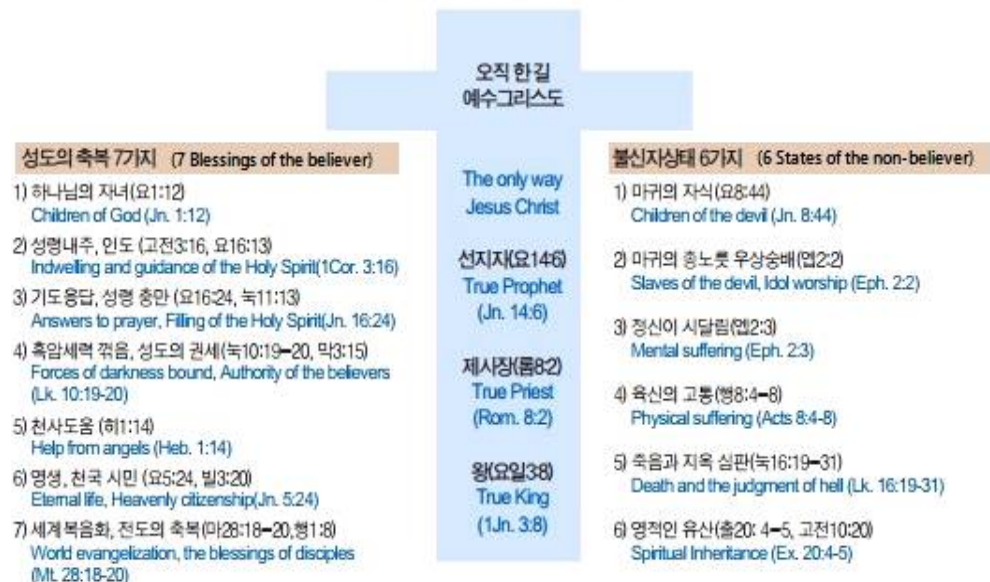 오직 한길
예수그리스도
The only way
Jesus Christ
선지자(요14:6)
True Prophet
(Jn. 14:6)
제사장(롬8:2)
True Priest
(Rom. 8:2)
왕(요일3:8)
True King
(1Jn. 3:8)
성도의 축복 7가지 (7 Blessings of the believer)
1) 하나님의 자녀(요1:12)
Children of God (Jn. 1:12)
2) 성령내주, 인도 (고전3:16, 요16:13)
Indwelling and guidance of the Holy Spirit(1Cor. 3:16)
3) 기도응답, 성령 충만 (요16:24, 눅11:13)
Answers to prayer, Filling of the Holy Spirit(Jn. 16:24)
4) 흑암세력 꺾음, 성도의 권세(눅10:19-20, 막3:15)
Forces of darkness bound, Authority of the believers
(Lk. 10:19-20)
5) 천사도움 (히1:14)
Help from angels (Heb. 1:14)
6) 영생, 천국 시민 (요5:24, 빌3:20)
Eternal life, Heavenly citizenship(Jn. 5:24)
7) 세계복음화, 전도의 축복(마28:18-20,행1:8)
World evangelization, the blessings of disciples
(Mt. 28:18-20)
불신자상태 6가지 (6 States of the non-believer)
1) 마귀의 자식(요8:44)
Children of the devil (Jn. 8:44)
2) 마귀의 종노릇 우상숭배(엡2:2)
Slaves of the devil, Idol worship (Eph. 2:2)
3) 정신이 시달림(엡2:3)
Mental suffering (Eph. 2:3)
4) 육신의 고통(행8:4-8)
Physical suffering (Acts 8:4-8)
5) 죽음과 지옥 심판(눅16:19-31)
Death and the judgment of hell (Lk. 16:19-31)
6) 영적인 유산(출20: 4-5, 고전10:20)
Spiritual Inheritance (Ex. 20:4-5)